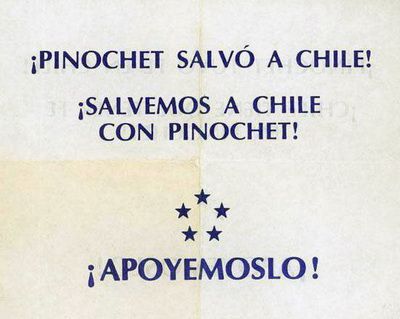 ¡PINOCHET SALVÓ A CHILE!
¡SALVEMOS A CHILE
CON PINOCHET!
¡APOYEMOSLO!